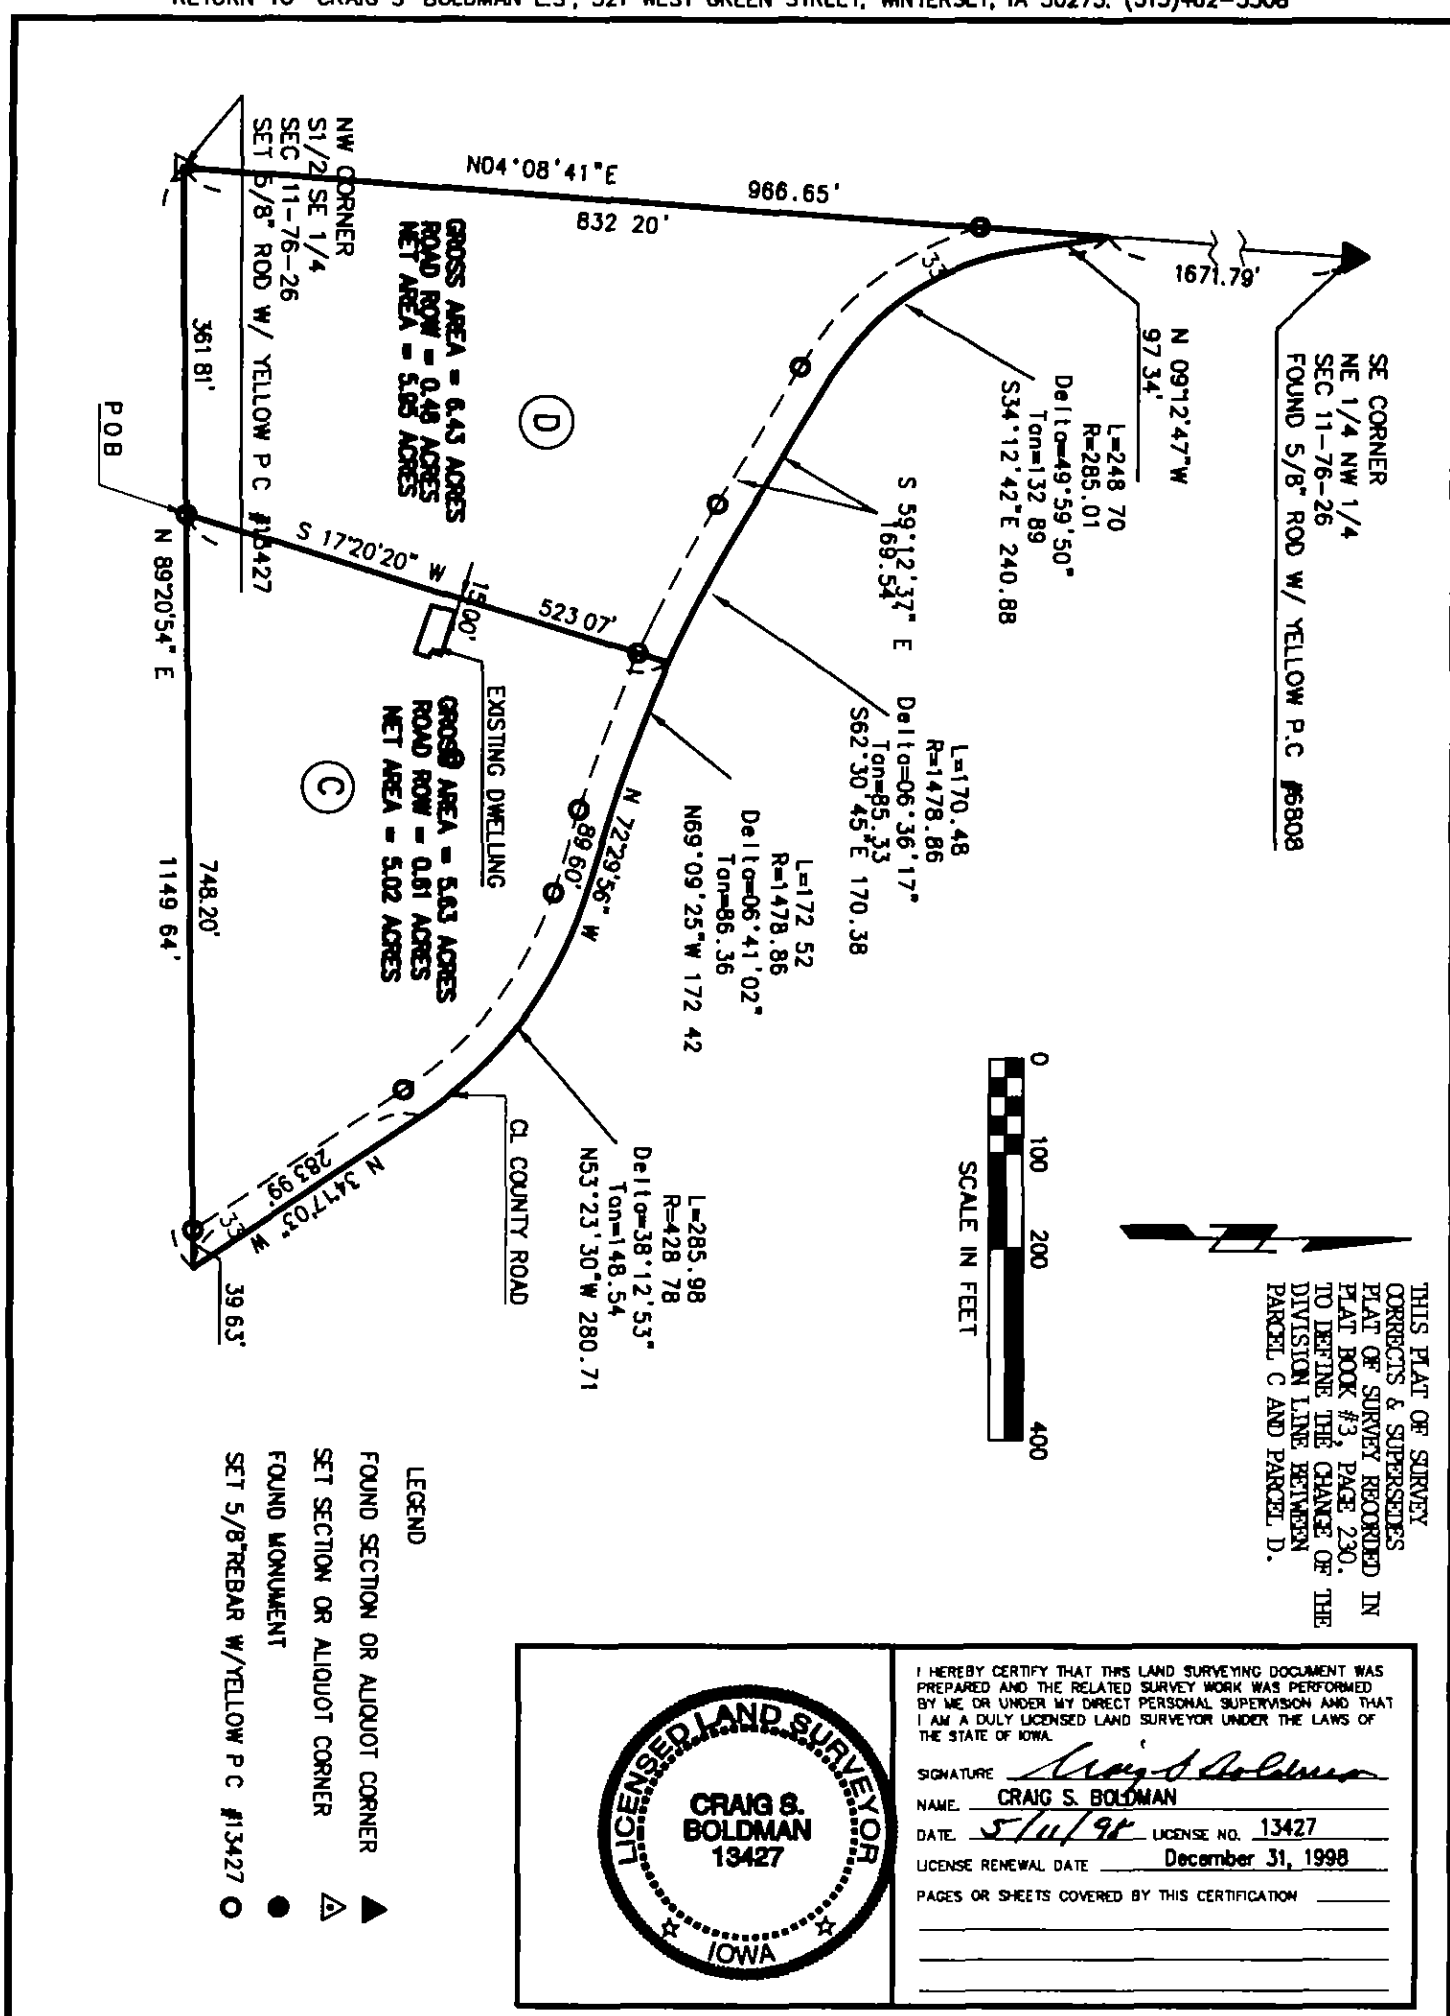 RETURN TO CRAIG S BOLDMAN L.S., 321 WEST GREEN STREET, WINTERSET, IA 50273. (515)462-3508
SE CORNER
NE 1/4 NW 1/4
SEC 11-76-26
FOUND 5/8" ROD W/ YELLOW P.C #6808
1671.79'
N 09°12'47"W
97 34'
L=248 70
R=285.01
Delta=49°59'50"
Tan=132 89
S34°12'42"E 240.88
S 59°12'37" E
169.54'
L=170.48
R=1478.86
Delta=06°36'17"
Tan=85.33
S62°30'45"E 170.38
L=172 52
R=1478.86
Delta=06°41'02"
Tan=86.36
N69°09'25"W 172 42
N 72°29'56" W
89 60'
L=285.98
R=428 78
Delta=38°12'53"
Tan=148.54
N53°23'30"W 280.71
CL COUNTY ROAD
N 34°17'03" W
283 99'
33'
33'
39 63'
N04°08'41"E
966.65'
832 20'
NW CORNER
S1/2 SE 1/4
SEC 11-76-26
SET 5/8" ROD W/ YELLOW P C #13427
GROSS AREA = 6.43 ACRES
ROAD ROW = 0.48 ACRES
NET AREA = 5.95 ACRES
D
361 81'
P O B
S 17°20'20" W
523 07'
15.00'
EXISTING DWELLING
GROSS AREA = 5.63 ACRES
ROAD ROW = 0.61 ACRES
NET AREA = 5.02 ACRES
C
N 89°20'54" E
748.20'
1149 64'
0 100 200 400
SCALE IN FEET
THIS PLAT OF SURVEY
CORRECTS & SUPERSEDES
PLAT OF SURVEY RECORDED IN
PLAT BOOK #3, PAGE 230.
TO DEFINE THE CHANGE OF THE
DIVISION LINE BETWEEN
PARCEL C AND PARCEL D.
LEGEND
FOUND SECTION OR ALIQUOT CORNER
SET SECTION OR ALIQUOT CORNER
FOUND MONUMENT
SET 5/8"REBAR W/YELLOW P C #13427
I HEREBY CERTIFY THAT THIS LAND SURVEYING DOCUMENT WAS
PREPARED AND THE RELATED SURVEY WORK WAS PERFORMED
BY ME OR UNDER MY DIRECT PERSONAL SUPERVISION AND THAT
I AM A DULY LICENSED LAND SURVEYOR UNDER THE LAWS OF
THE STATE OF IOWA.
SIGNATURE Craig S Boldman
NAME. CRAIG S. BOLDMAN
DATE. 5/11/98 LICENSE NO. 13427
LICENSE RENEWAL DATE December 31, 1998
PAGES OR SHEETS COVERED BY THIS CERTIFICATION
LICENSED LAND SURVEYOR
CRAIG S.
BOLDMAN
13427
IOWA